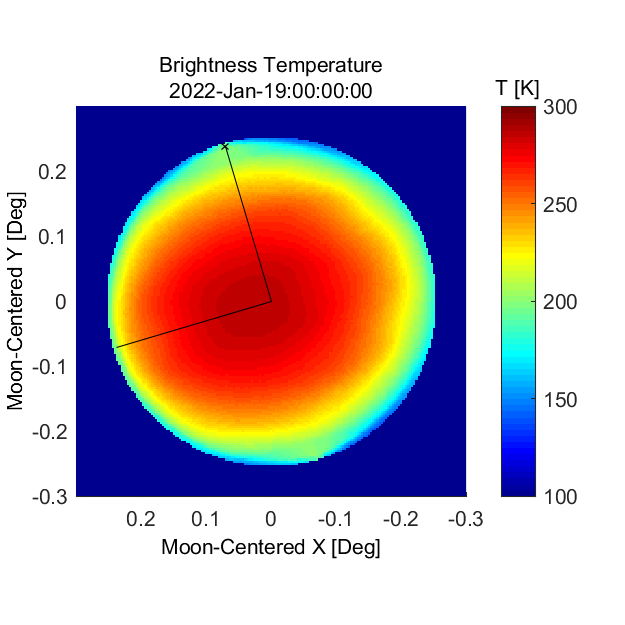 Brightness Temperature
2022-Jan-19:00:00:00
T [K]
300
250
200
150
100
Moon-Centered Y [Deg]
0.2
0.1
0
-0.1
-0.2
-0.3
0.2 0.1 0 -0.1 -0.2 -0.3
Moon-Centered X [Deg]